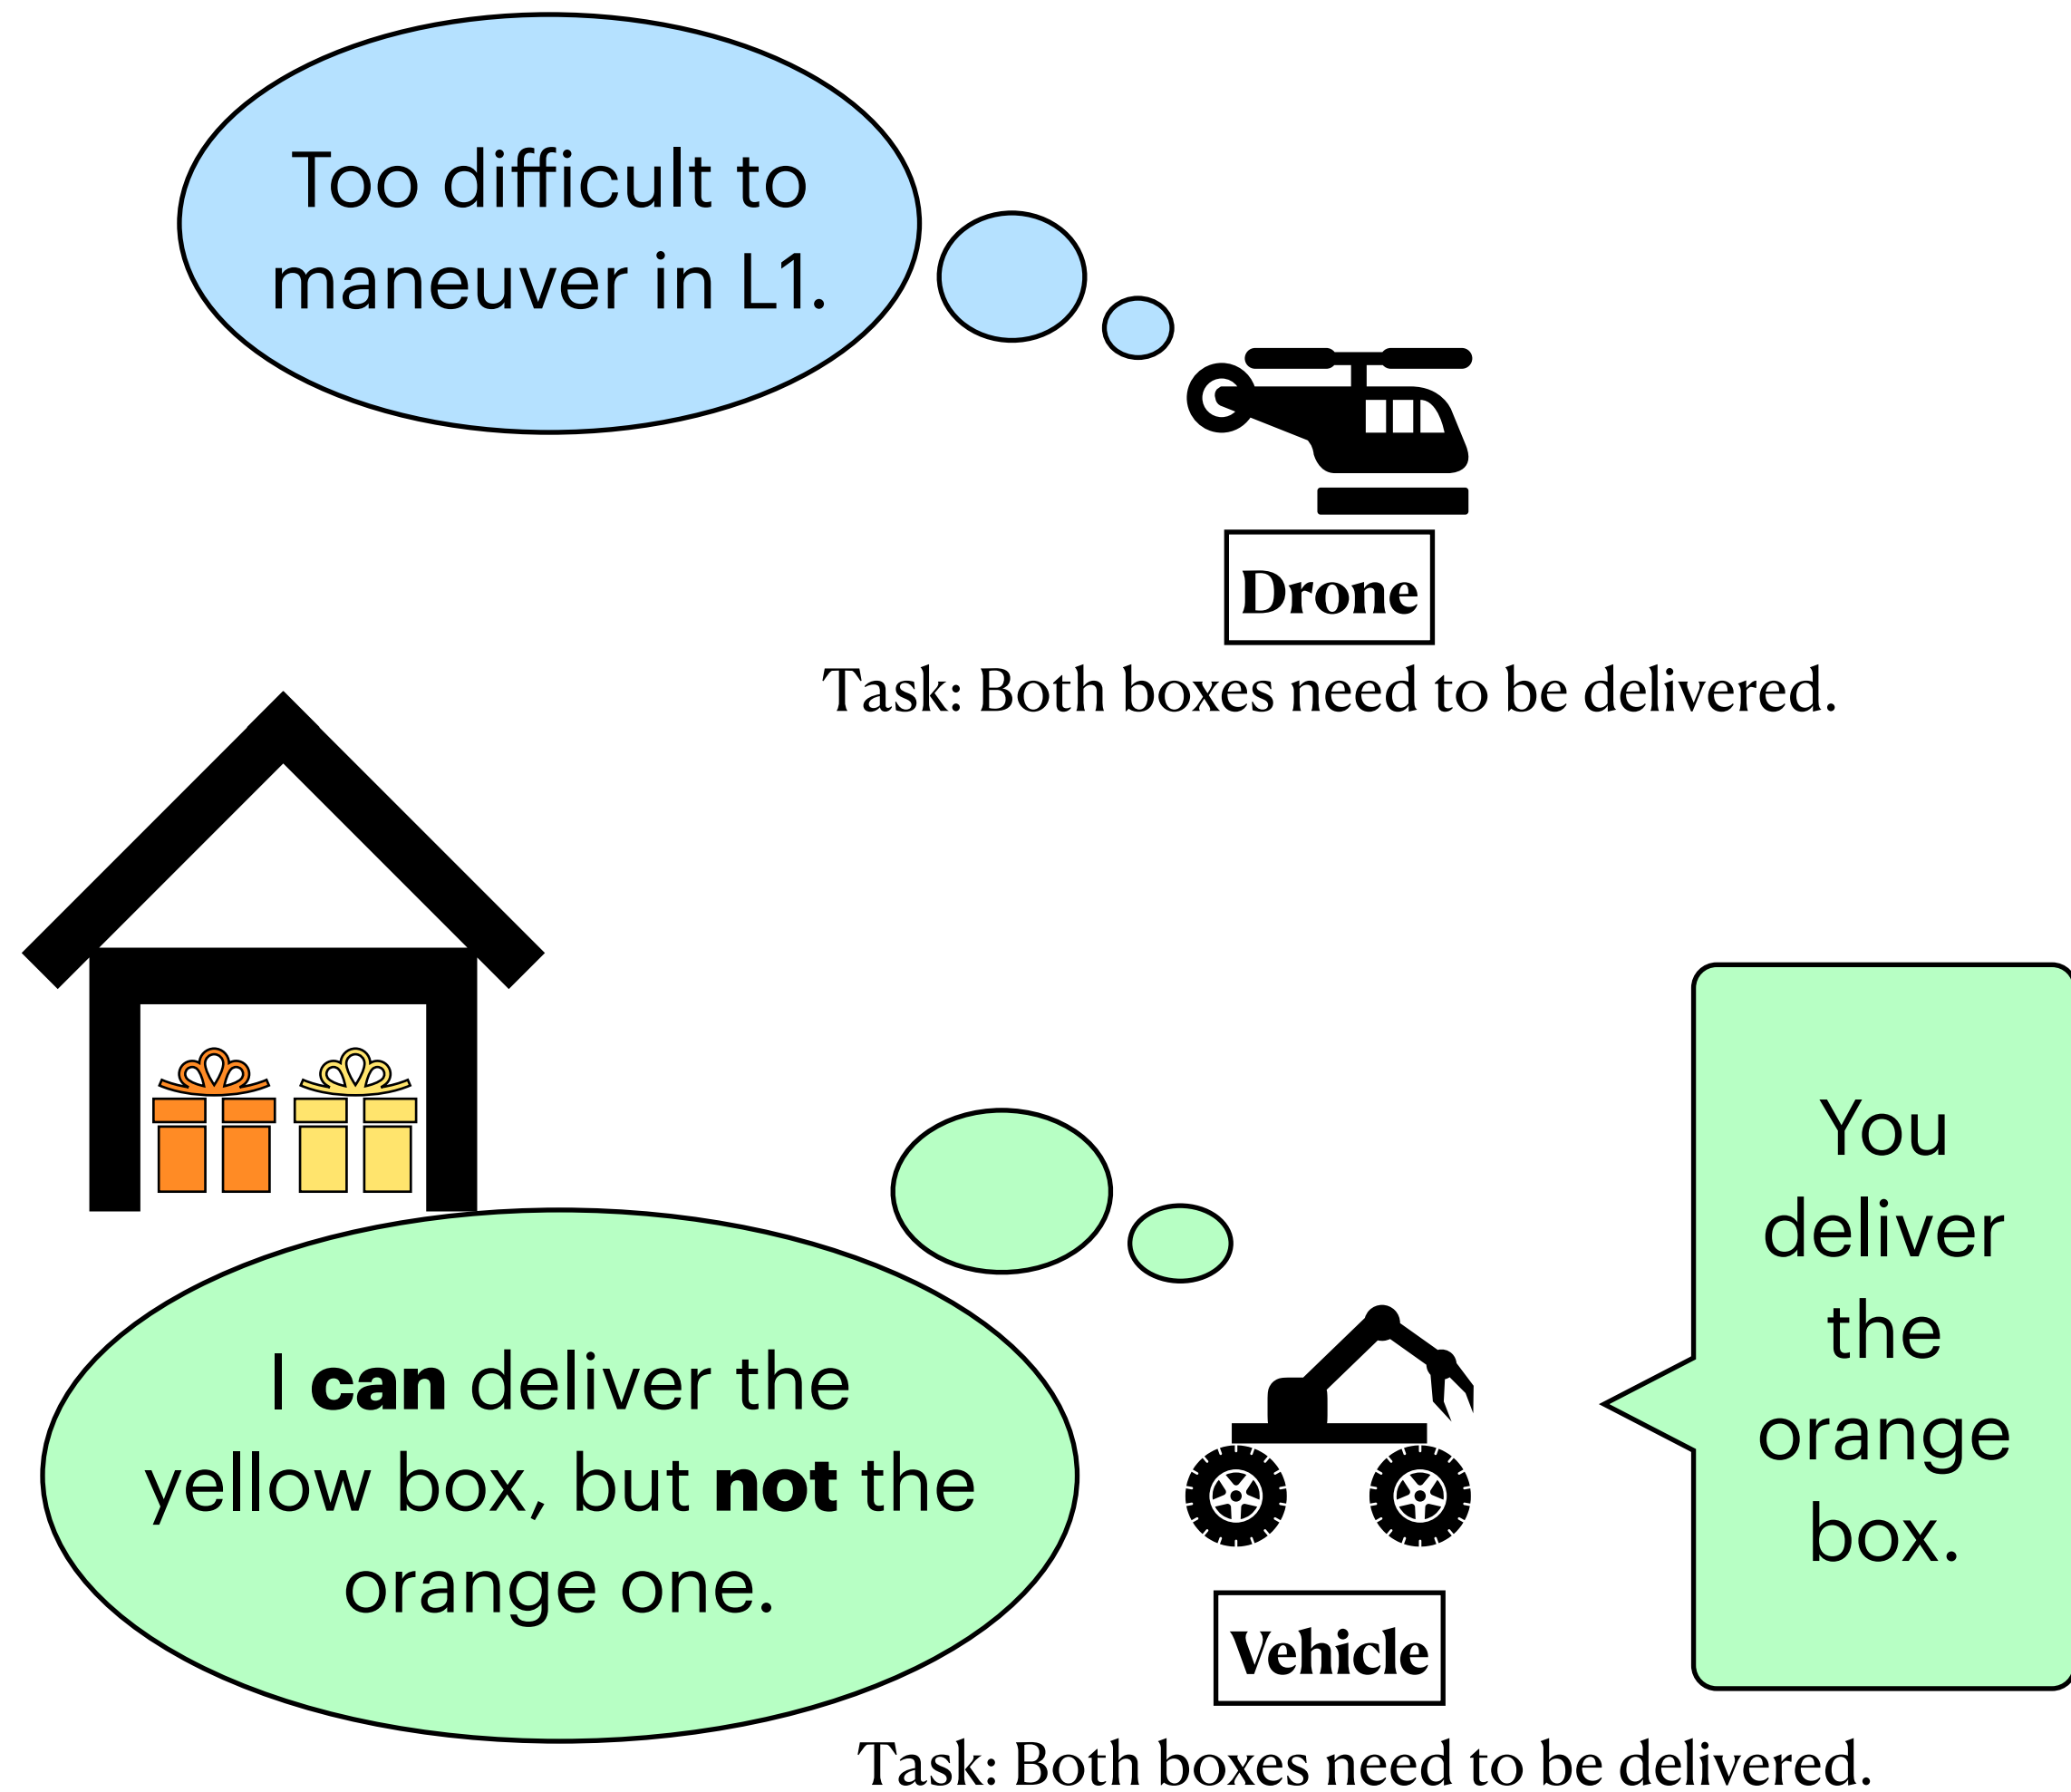 Too difficult to
maneuver in L1.
Drone
Task: Both boxes need to be delivered.
You
deliver
the
orange
box.
I can deliver the
yellow box, but not the
orange one.
Vehicle
Task: Both boxes need to be delivered.